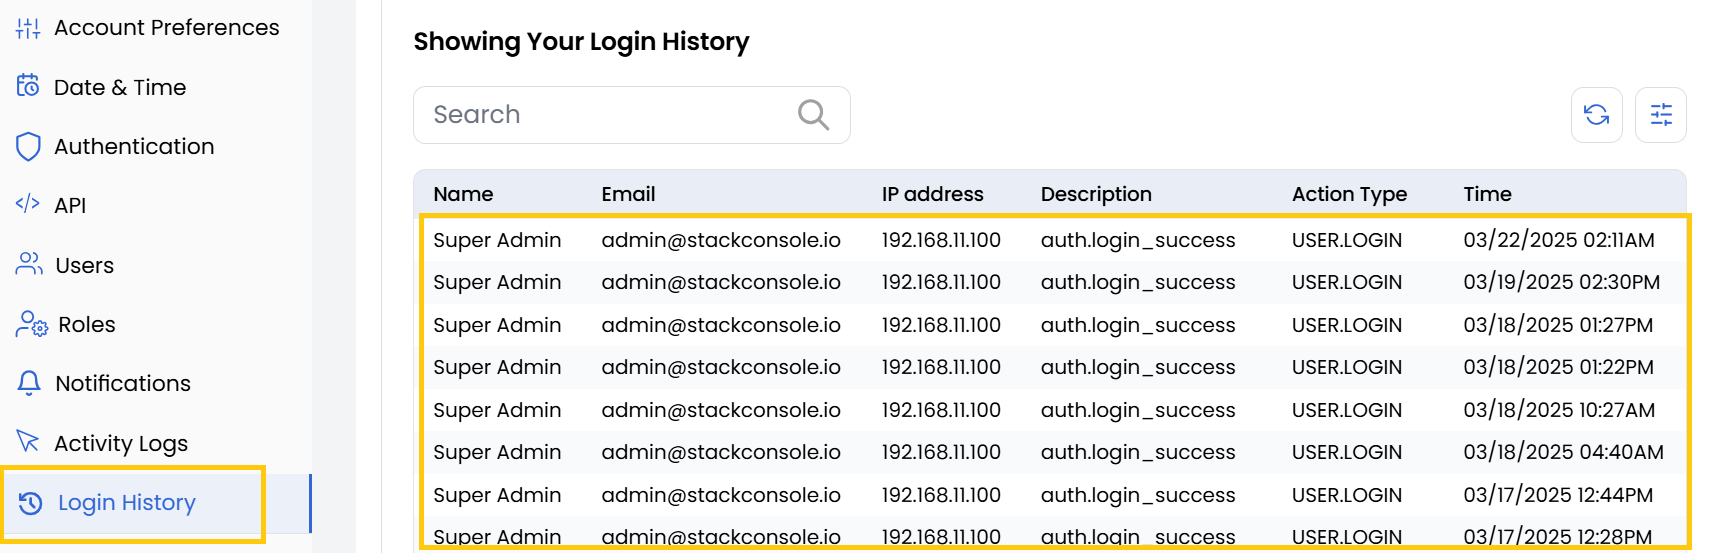 Account Preferences
Date & Time
Authentication
API
Users
Roles
Notifications
Activity Logs
Login History
Showing Your Login History
Search
Name Email IP address Description Action Type Time
Super Admin admin@stackconsole.io 192.168.11.100 auth.login_success USER.LOGIN 03/22/2025 02:11AM
Super Admin admin@stackconsole.io 192.168.11.100 auth.login_success USER.LOGIN 03/19/2025 02:30PM
Super Admin admin@stackconsole.io 192.168.11.100 auth.login_success USER.LOGIN 03/18/2025 01:27PM
Super Admin admin@stackconsole.io 192.168.11.100 auth.login_success USER.LOGIN 03/18/2025 01:22PM
Super Admin admin@stackconsole.io 192.168.11.100 auth.login_success USER.LOGIN 03/18/2025 10:27AM
Super Admin admin@stackconsole.io 192.168.11.100 auth.login_success USER.LOGIN 03/18/2025 04:40AM
Super Admin admin@stackconsole.io 192.168.11.100 auth.login_success USER.LOGIN 03/17/2025 12:44PM
Super Admin admin@stackconsole.io 192.168.11.100 auth.login_success USER.LOGIN 03/17/2025 12:28PM